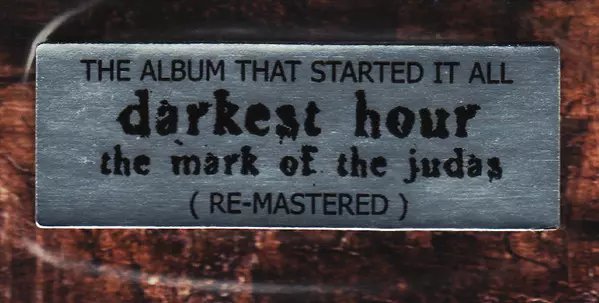 THE ALBUM THAT STARTED IT ALL
darkest hour
the mark of the judas
( RE-MASTERED )